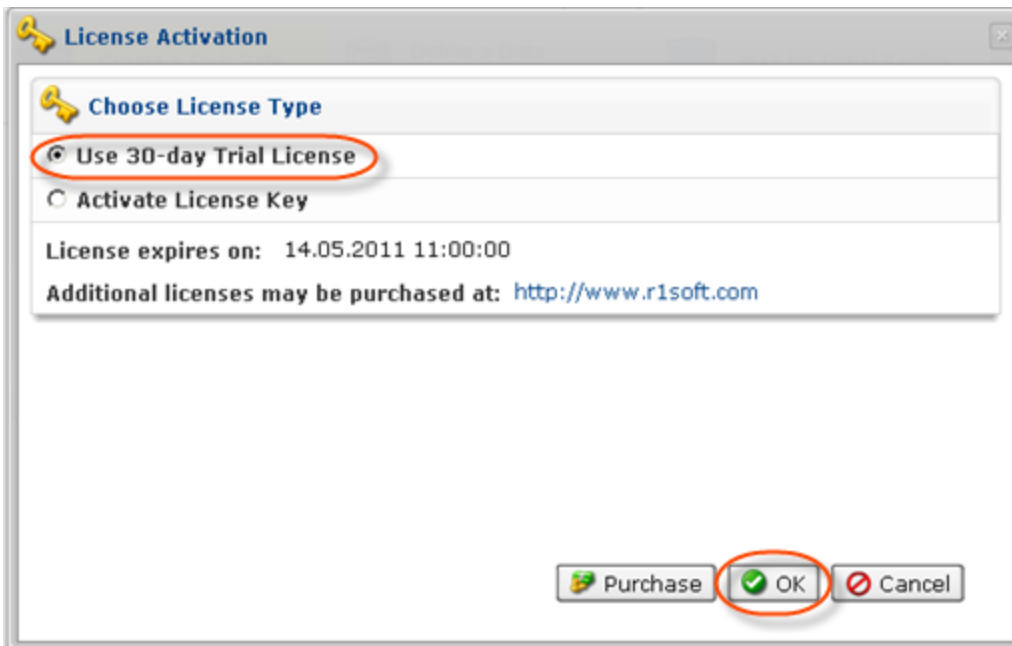 License Activation
Choose License Type
Use 30-day Trial License
Activate License Key
License expires on: 14.05.2011 11:00:00
Additional licenses may be purchased at: http://www.r1soft.com
Purchase OK Cancel